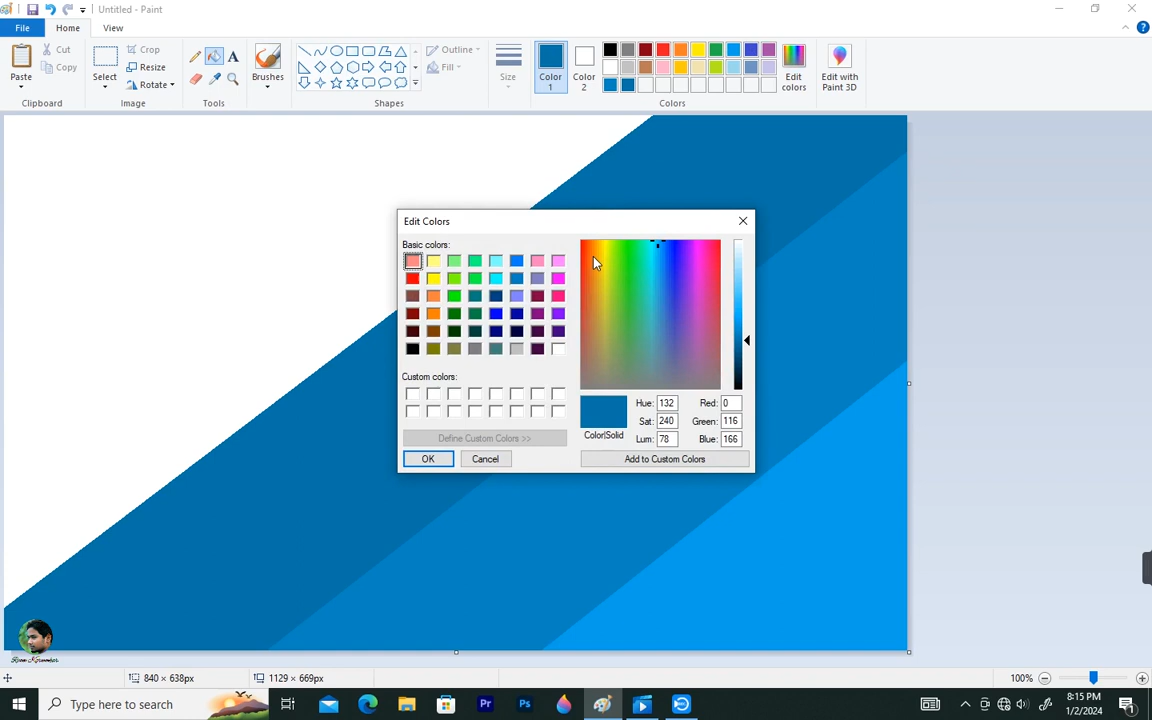 Untitled - Paint
File Home View
Paste
Cut
Copy
Clipboard
Select
Crop
Resize
Rotate
Image
A
Tools
Brushes
Outline
Fill
Shapes
Size
Color 1
Color 2
Edit colors
Colors
Edit with Paint 3D
Edit Colors
Basic colors:
Custom colors:
Define Custom Colors >>
OK Cancel
Color|Solid
Hue: 132 Red: 0
Sat: 240 Green: 116
Lum: 78 Blue: 166
Add to Custom Colors
840 × 638px 1129 × 669px 100%
Type here to search
Pr Ps
8:15 PM
1/2/2024
1